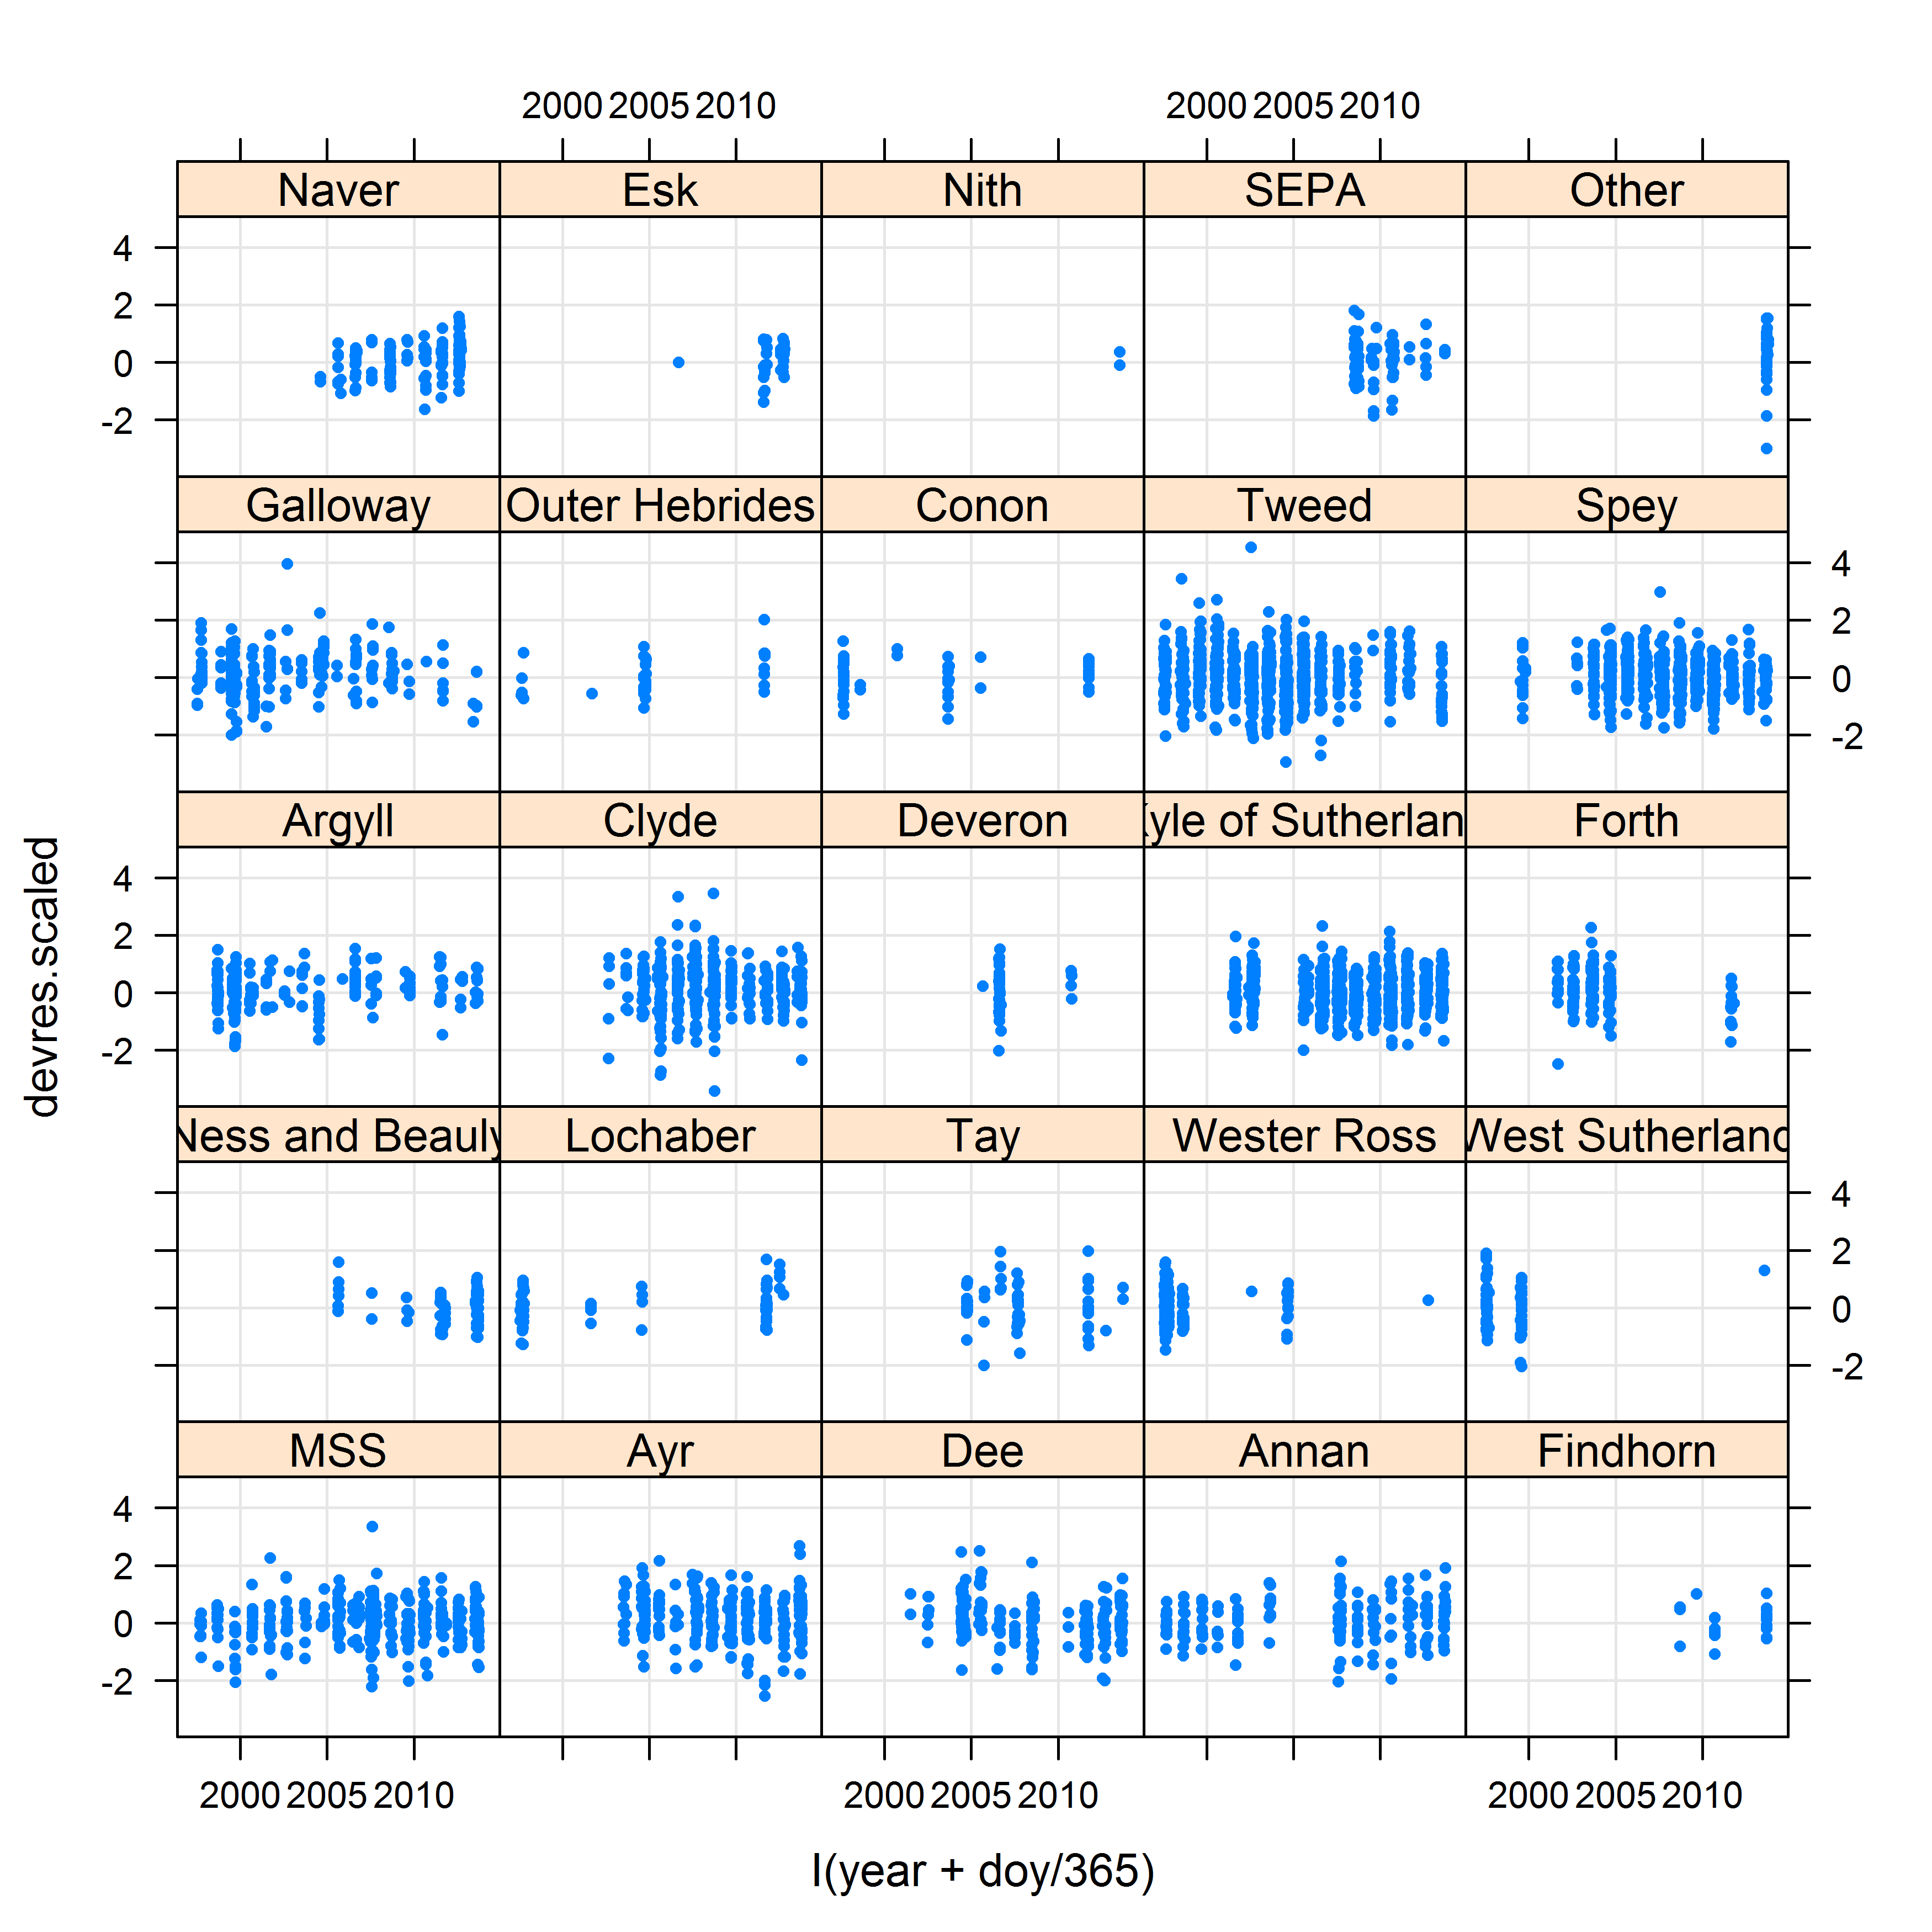 2000 2005 2010 2000 2005 2010
Naver Esk Nith SEPA Other
4
2
0
-2
Galloway Outer Hebrides Conon Tweed Spey
4
2
0
-2
Argyll Clyde Deveron Kyle of Sutherlan Forth
4
2
0
-2
Ness and Beauly Lochaber Tay Wester Ross West Sutherland
4
2
0
-2
MSS Ayr Dee Annan Findhorn
4
2
0
-2
2000 2005 2010 2000 2005 2010 2000 2005 2010
I(year + doy/365)
devres.scaled